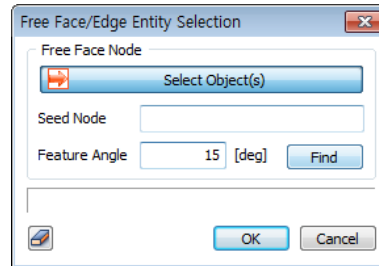 Free Face/Edge Entity Selection
Free Face Node
Select Object(s)
Seed Node
Feature Angle 15 [deg] Find
OK Cancel